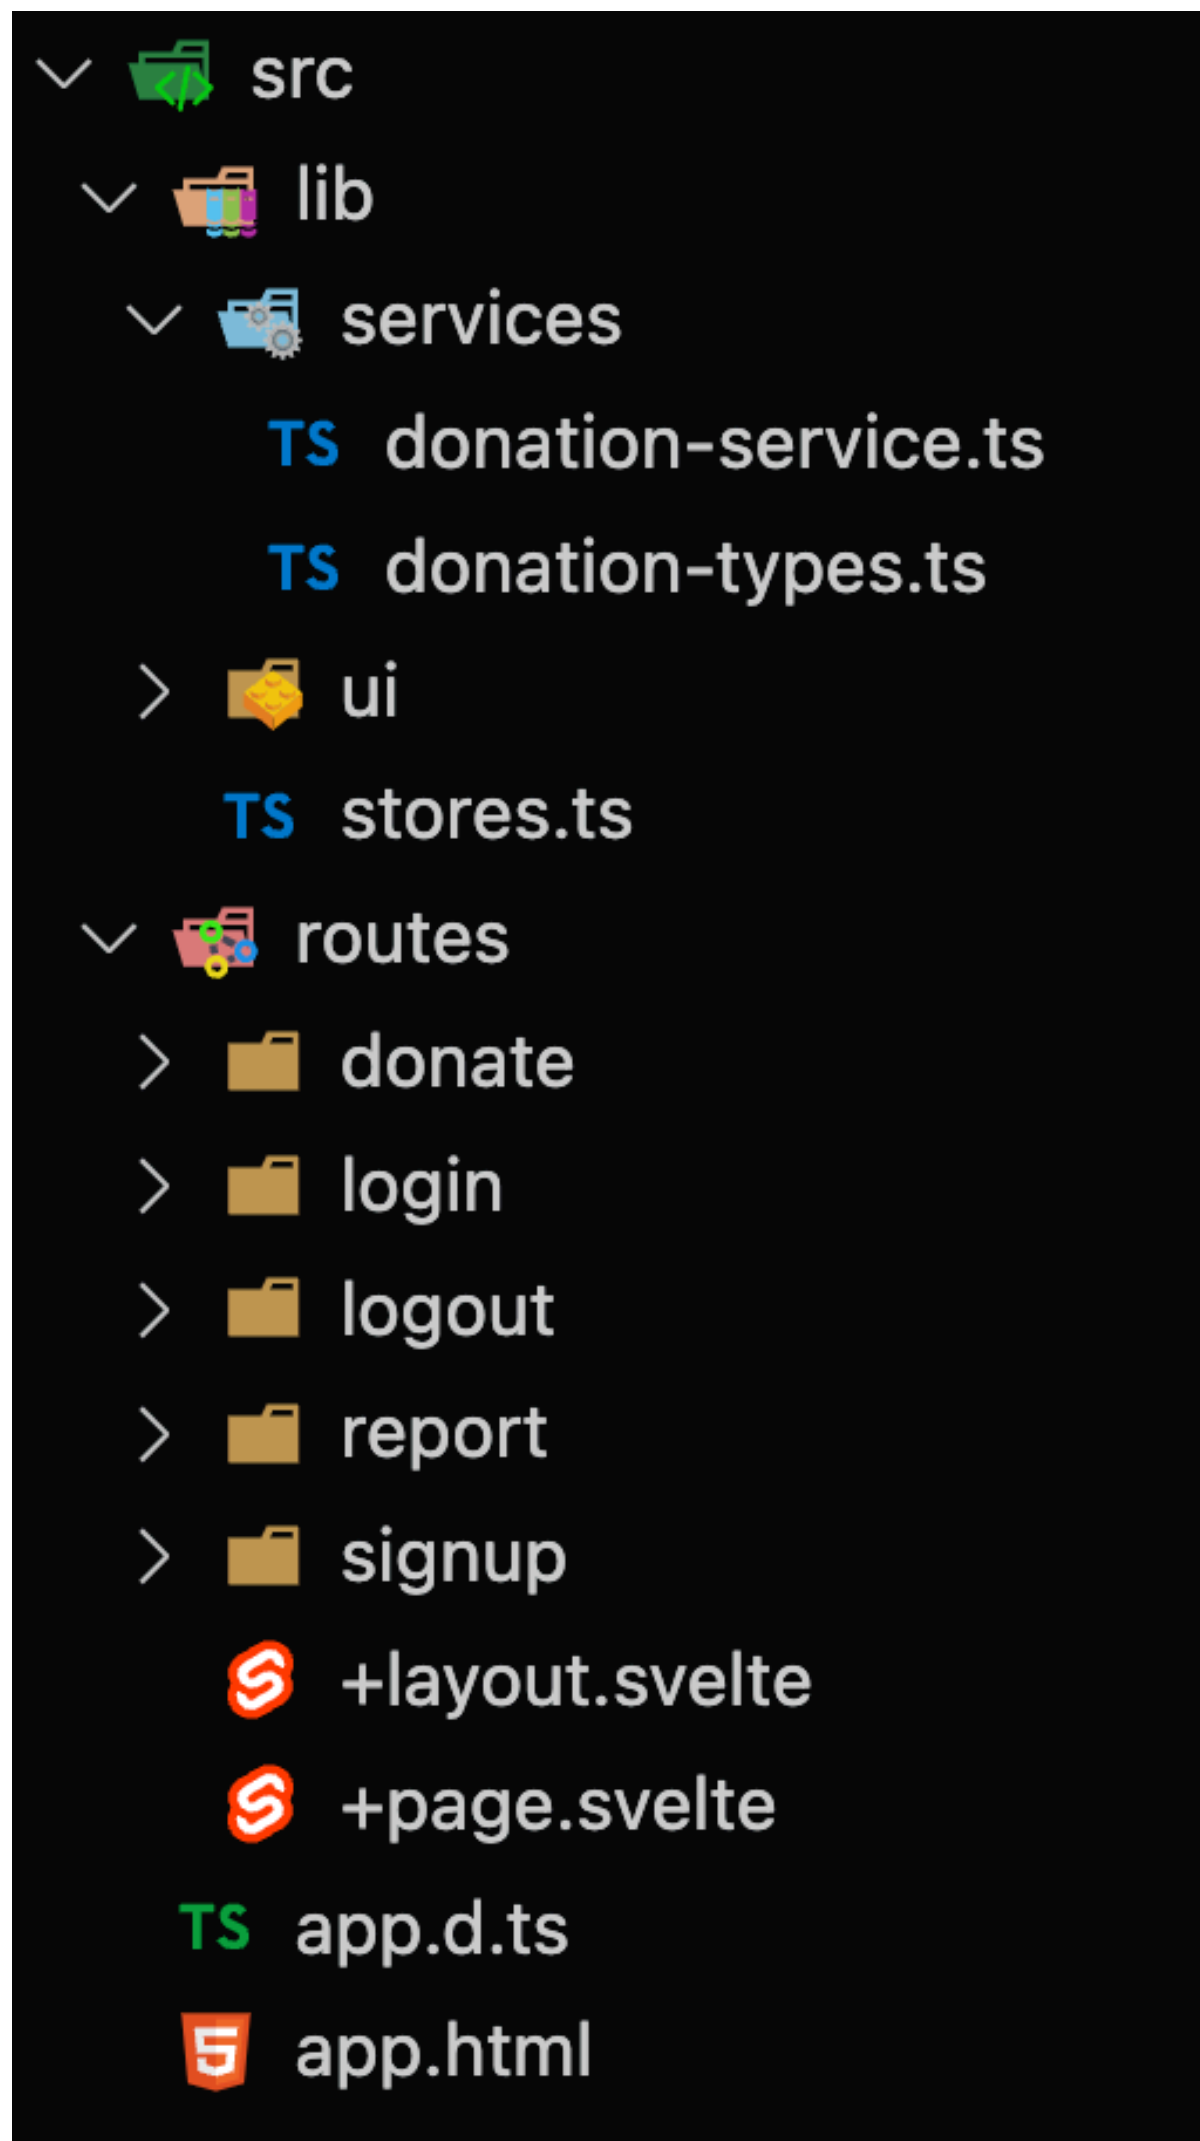 src
lib
services
TS donation-service.ts
TS donation-types.ts
ui
TS stores.ts
routes
donate
login
logout
report
signup
+layout.svelte
+page.svelte
TS app.d.ts
5 app.html